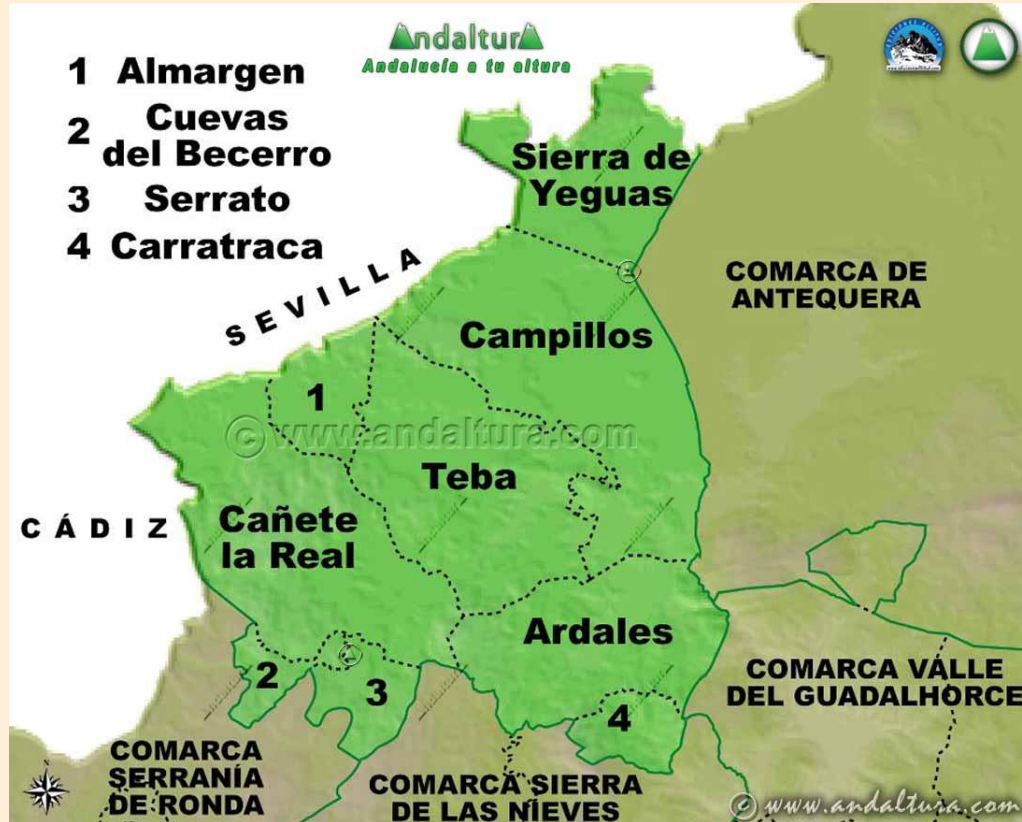 AndalturA
Andalucía a tu altura
1 Almargen
2 Cuevas
del Becerro
3 Serrato
4 Carratraca
Sierra de
Yeguas
SEVILLA
COMARCA DE
ANTEQUERA
Campillos
1
© www.andaltura.com
Teba
Cañete
la Real
CÁDIZ
Ardales
2
3
4
COMARCA VALLE
DEL GUADALHORCE
COMARCA
SERRANÍA
DE RONDA
COMARCA SIERRA
DE LAS NIEVES
© www.andaltura.com